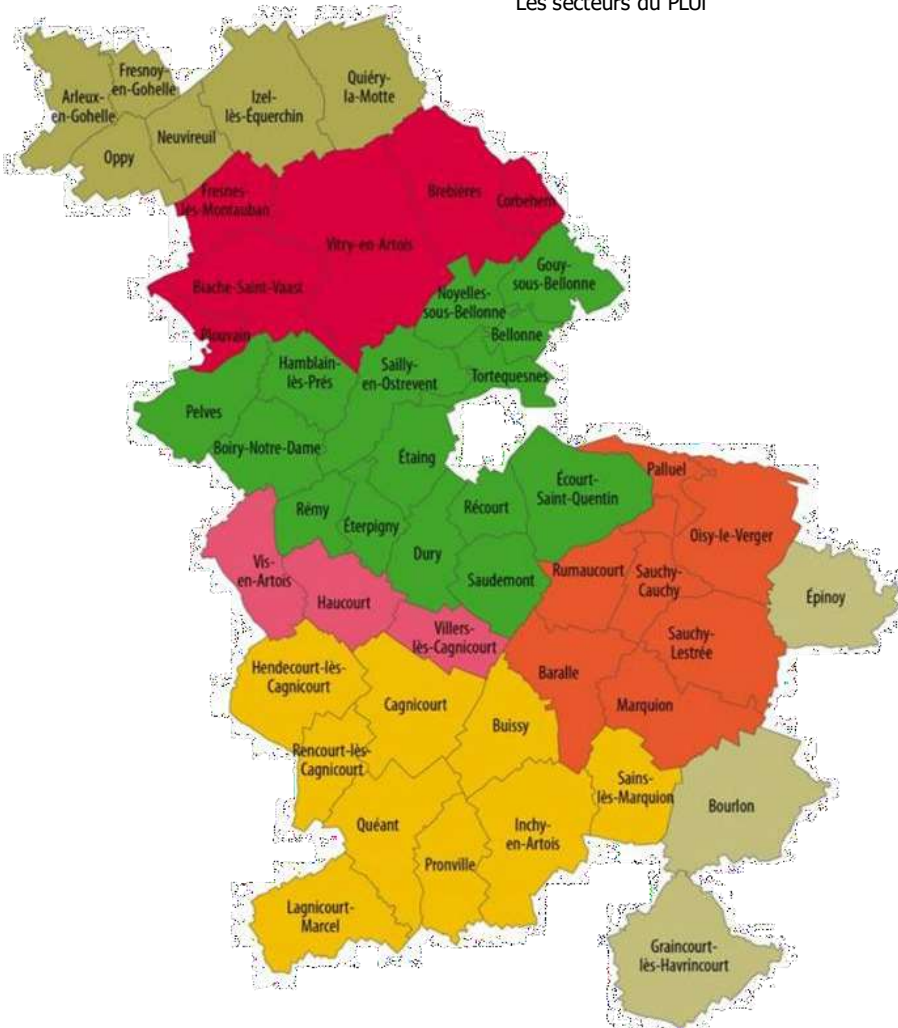 Les secteurs du PLUi
Fresnoy-
en-Gohelle
Arleux-
en-Gohelle
Izel-
lès-Équerchin
Quiéry-
la-Motte
Neuvireuil
Oppy
Fresnes-
lès-Montauban
Brebières
Corbehem
Vitry-en-Artois
Biache-Saint-Vaast
Plouvain
Gouy-
sous-Bellonne
Noyelles-
sous-Bellonne
Bellonne
Hamblain-
lès-Prés
Sailly-
en-Ostrevent
Tortequesnes
Pelves
Boiry-Notre-Dame
Étaing
Écourt-
Saint-Quentin
Palluel
Rémy
Éterpigny
Récourt
Oisy-le-Verger
Dury
Vis-
en-Artois
Saudemont
Rumaucourt
Sauchy-
Cauchy
Épinoy
Haucourt
Villers-
lès-Cagnicourt
Sauchy-
Lestrée
Hendecourt-lès-
Cagnicourt
Baralle
Cagnicourt
Marquion
Buissy
Rencourt-lès-
Cagnicourt
Sains-
lès-Marquion
Bourlon
Quéant
Inchy-
en-Artois
Pronville
Lagnicourt-
Marcel
Graincourt-
lès-Havrincourt